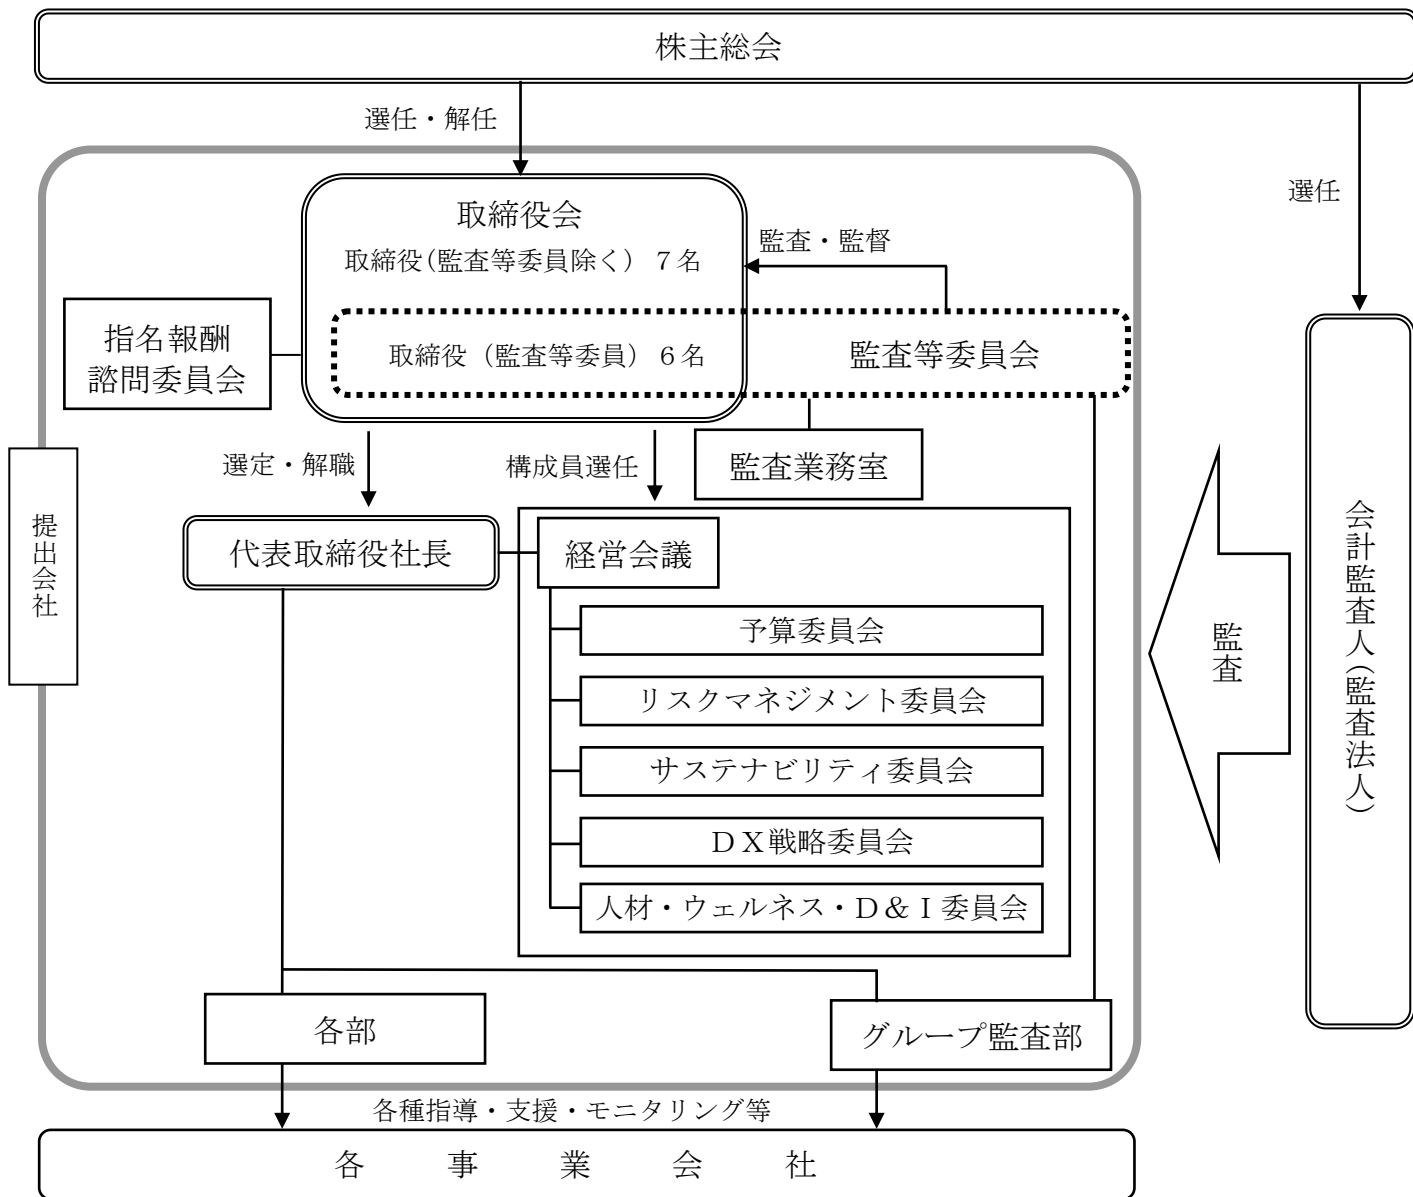 株主総会
選任・解任
選任
取締役会
取締役(監査等委員除く) 7名
監査・監督
指名報酬
諮問委員会
取締役（監査等委員）6名
監査等委員会
選定・解職
構成員選任
監査業務室
提出会社
代表取締役社長
経営会議
予算委員会
リスクマネジメント委員会
サステナビリティ委員会
ＤＸ戦略委員会
人材・ウェルネス・Ｄ＆Ｉ委員会
監査
会計監査人(監査法人)
各部
グループ監査部
各種指導・支援・モニタリング等
各　事　業　会　社